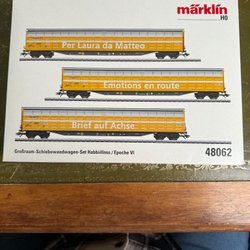 märklin
H0
Per Laura da Matteo
Emotions en route
Brief auf Achse
Großraum-Schiebewandwagen-Set Habbiillnss / Epoche VI
48062